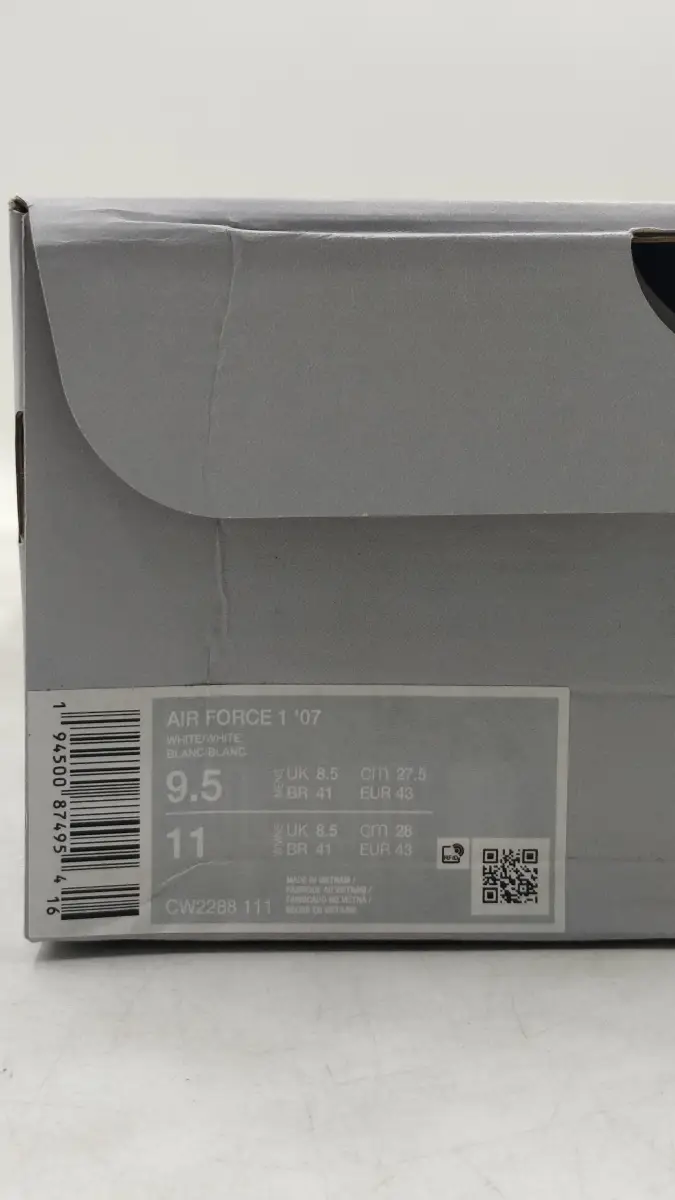 AIR FORCE 1 '07
WHITE/WHITE
BLANC/BLANC
9.5
UK 8.5 cm 27.5
BR 41 EUR 43
11
UK 8.5 cm 28
BR 41 EUR 43
RFID
CW2288 111
MADE IN VIETNAM /
1 94500 87495 4 16